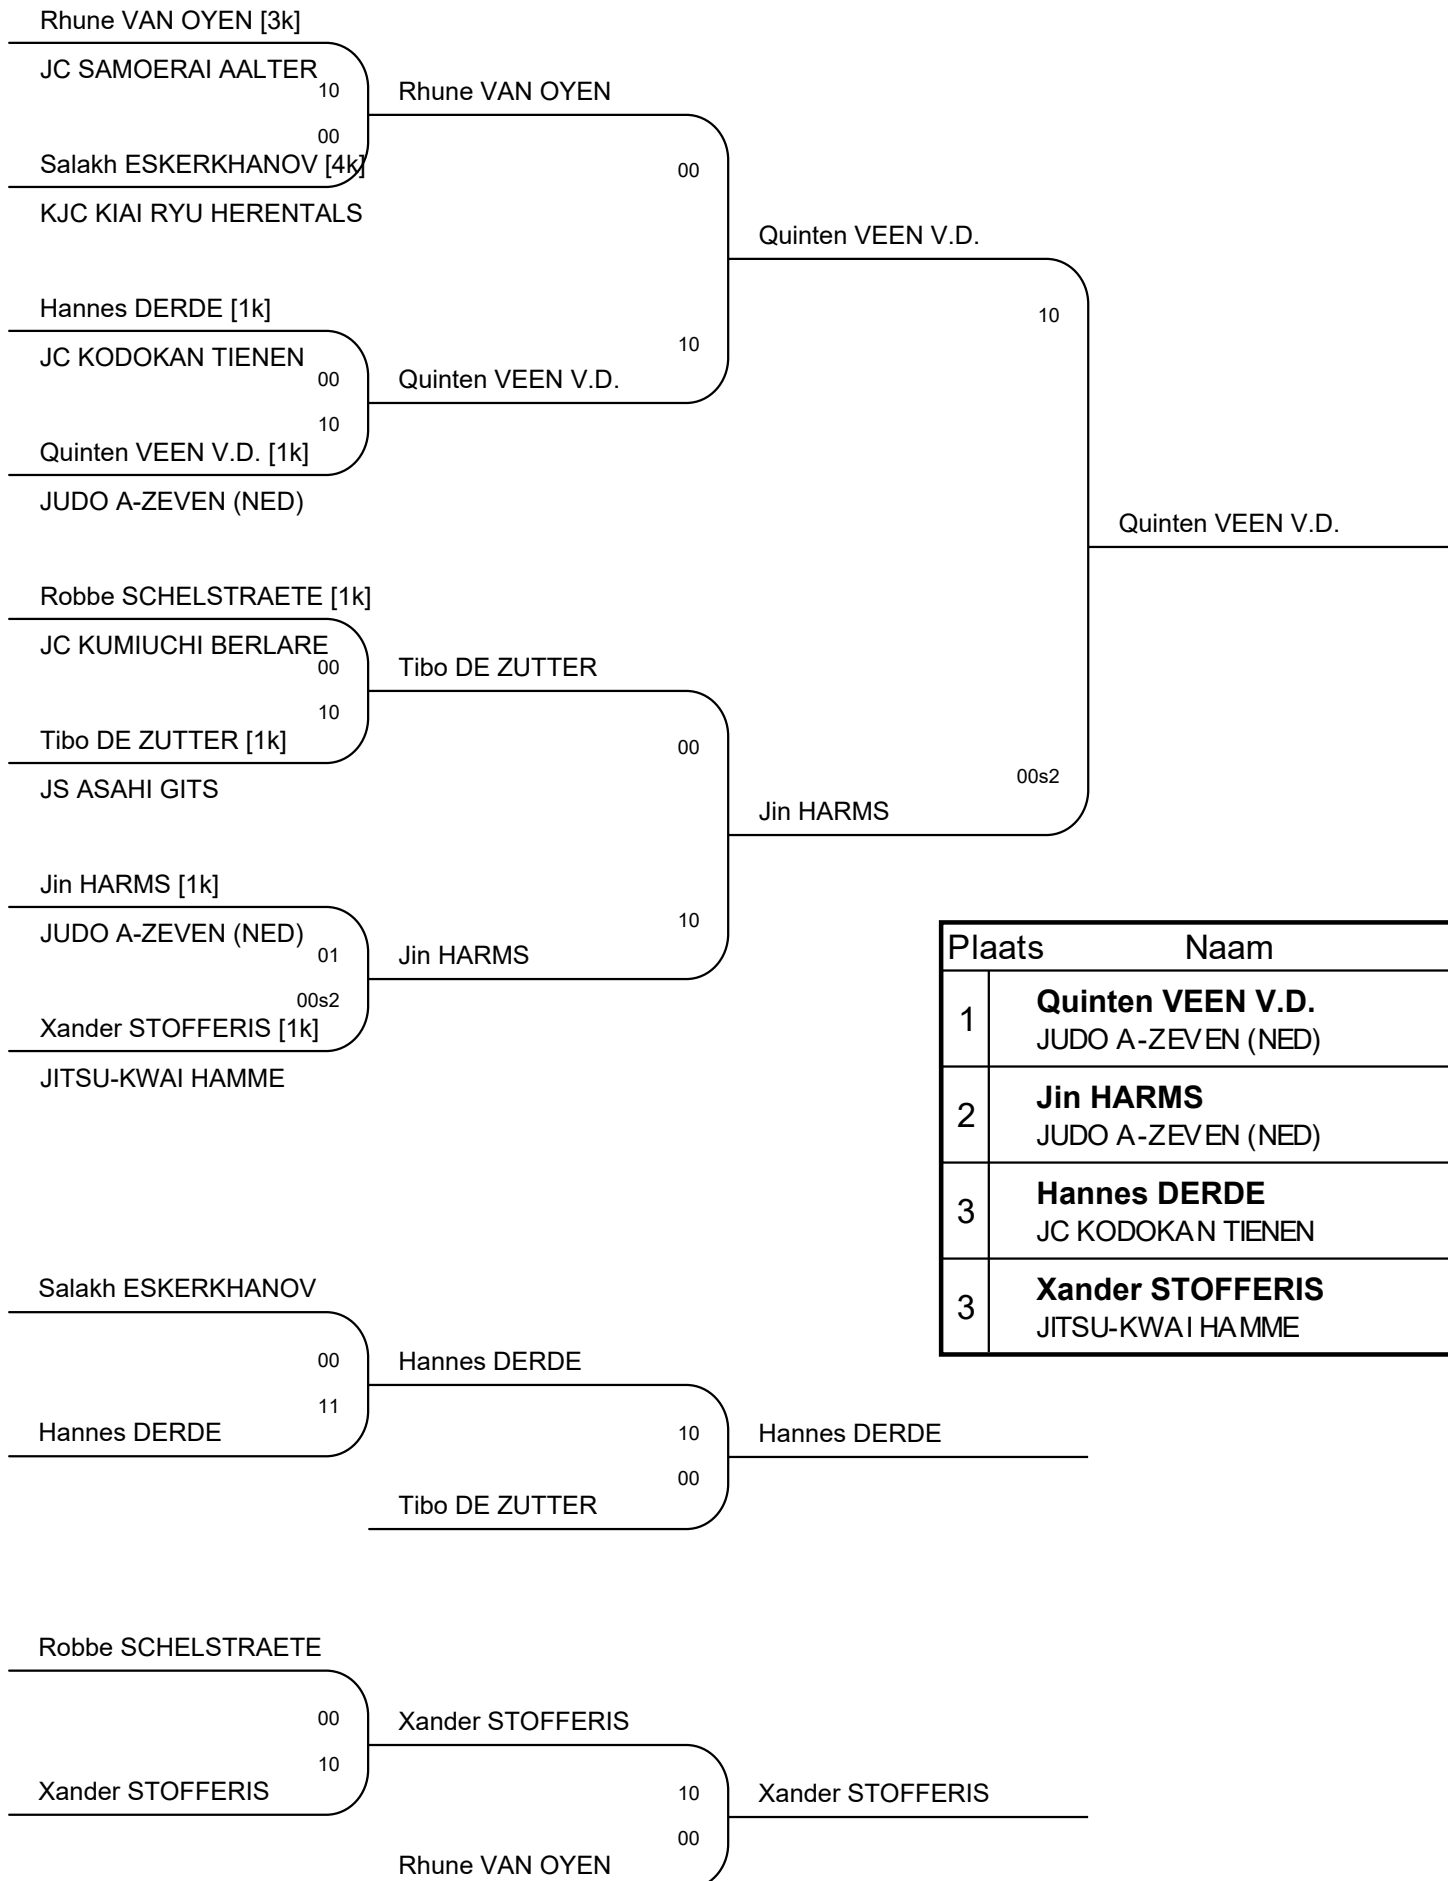 Rhune VAN OYEN [3k]
JC SAMOERAI AALTER
10
Rhune VAN OYEN
00
Salakh ESKERKHANOV [4k]
00
KJC KIAI RYU HERENTALS
Quinten VEEN V.D.
Hannes DERDE [1k]
10
JC KODOKAN TIENEN
10
00
Quinten VEEN V.D.
10
Quinten VEEN V.D. [1k]
JUDO A-ZEVEN (NED)
Quinten VEEN V.D.
Robbe SCHELSTRAETE [1k]
JC KUMIUCHI BERLARE
00
Tibo DE ZUTTER
10
Tibo DE ZUTTER [1k]
00
JS ASAHI GITS
00s2
Jin HARMS
Jin HARMS [1k]
10
JUDO A-ZEVEN (NED)
01
Jin HARMS
00s2
Xander STOFFERIS [1k]
JITSU-KWAI HAMME
Plaats Naam
1 Quinten VEEN V.D.
JUDO A-ZEVEN (NED)
2 Jin HARMS
JUDO A-ZEVEN (NED)
3 Hannes DERDE
JC KODOKAN TIENEN
3 Xander STOFFERIS
JITSU-KWAI HAMME
Salakh ESKERKHANOV
00
Hannes DERDE
11
Hannes DERDE
10
Hannes DERDE
00
Tibo DE ZUTTER
Robbe SCHELSTRAETE
00
Xander STOFFERIS
10
Xander STOFFERIS
10
Xander STOFFERIS
00
Rhune VAN OYEN